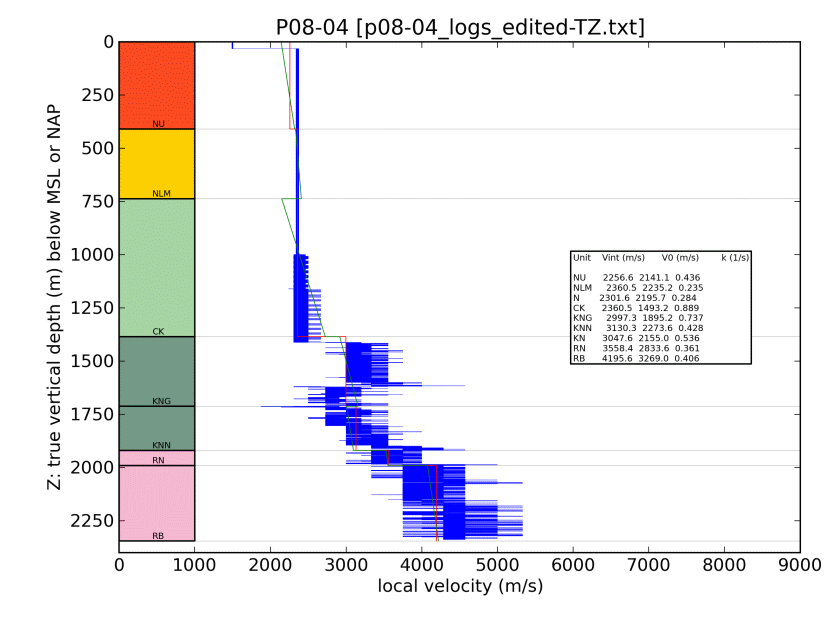 P08-04 [p08-04_logs_edited-TZ.txt]
Z: true vertical depth (m) below MSL or NAP
0
250
500
750
1000
1250
1500
1750
2000
2250
NU
NLM
CK
KNG
KNN
RN
RB
Unit Vint (m/s) V0 (m/s) k (1/s)
NU 2256.6 2141.1 0.436
NLM 2360.5 2235.2 0.235
N 2301.6 2195.7 0.284
CK 2360.5 1493.2 0.889
KNG 2997.3 1895.2 0.737
KNN 3130.3 2273.6 0.428
KN 3047.6 2155.0 0.536
RN 3558.4 2833.6 0.361
RB 4195.6 3269.0 0.406
0 1000 2000 3000 4000 5000 6000 7000 8000 9000
local velocity (m/s)